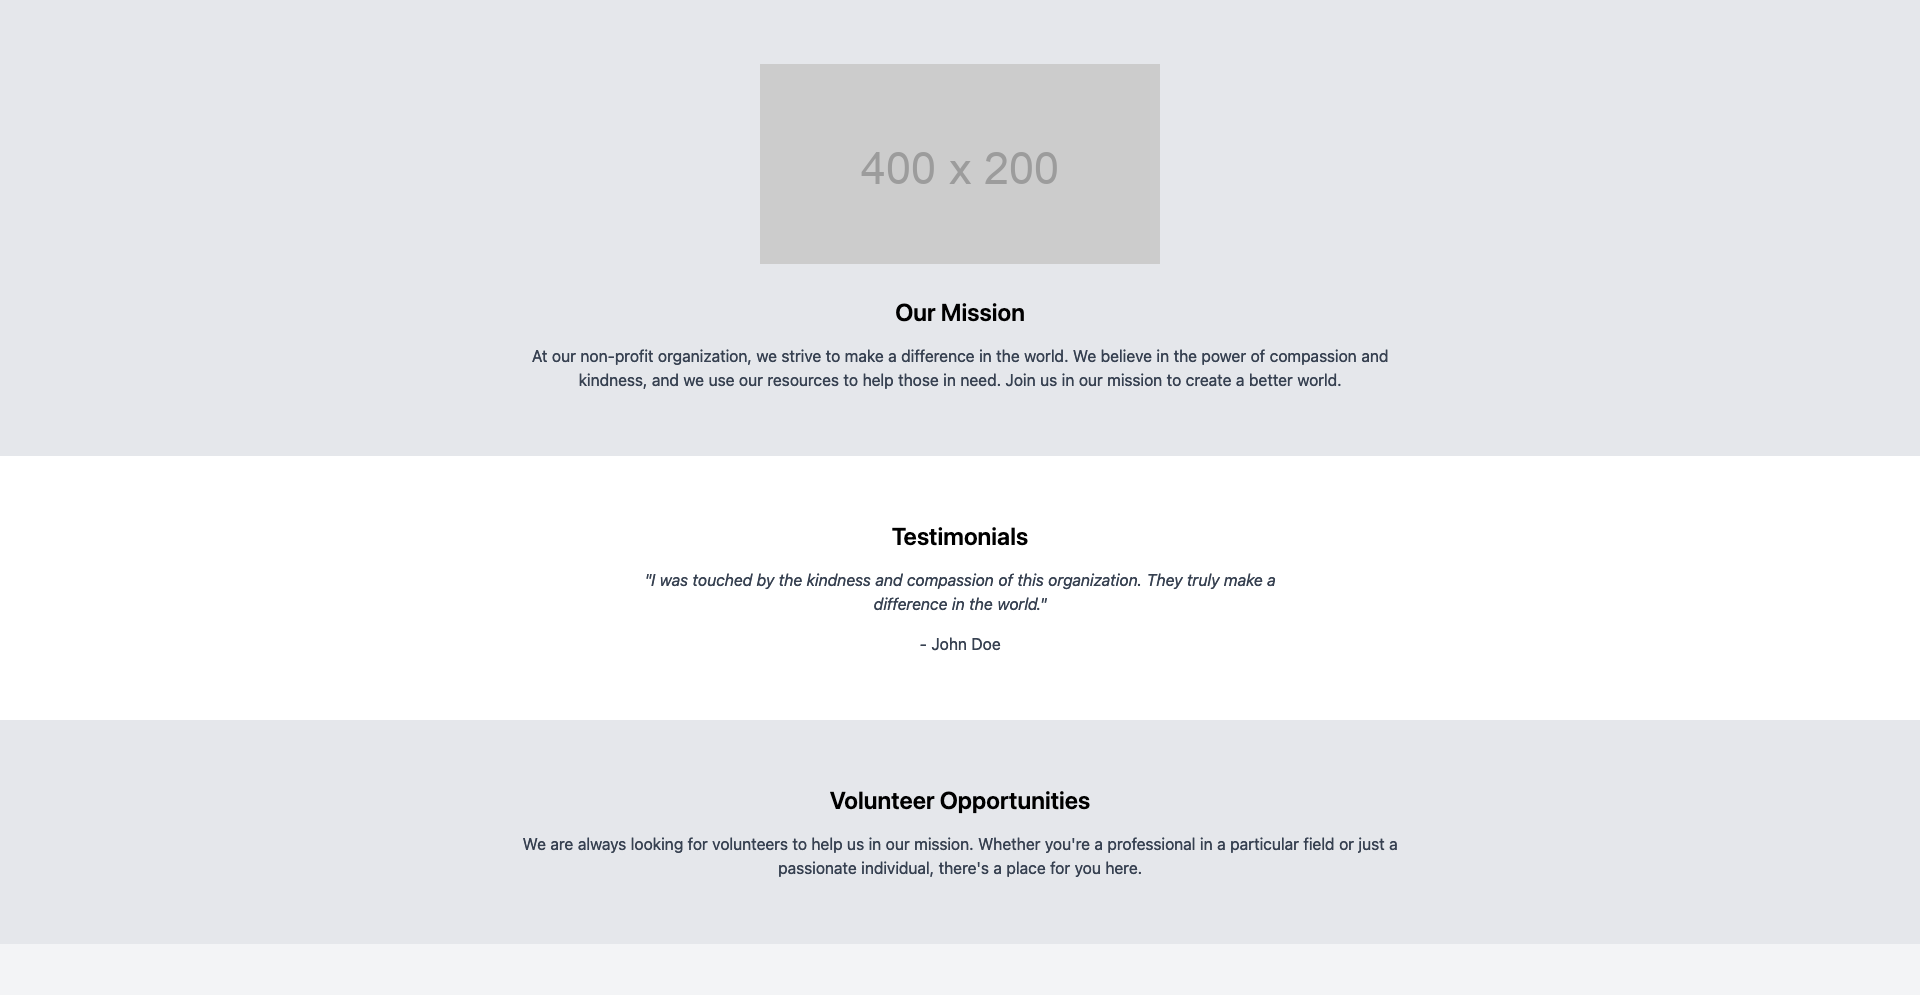 400 x 200
Our Mission
At our non-profit organization, we strive to make a difference in the world. We believe in the power of compassion and
kindness, and we use our resources to help those in need. Join us in our mission to create a better world.
Testimonials
"I was touched by the kindness and compassion of this organization. They truly make a
difference in the world."
- John Doe
Volunteer Opportunities
We are always looking for volunteers to help us in our mission. Whether you're a professional in a particular field or just a
passionate individual, there's a place for you here.